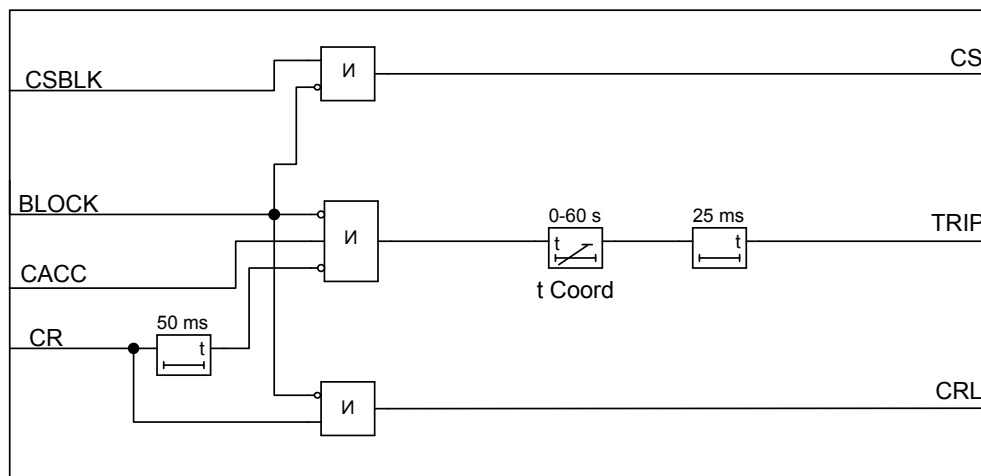 И
CS
CSBLK
BLOCK
И
0-60 s
t
25 ms
t
TRIP
CACC
t Coord
CR
50 ms
t
И
CRL